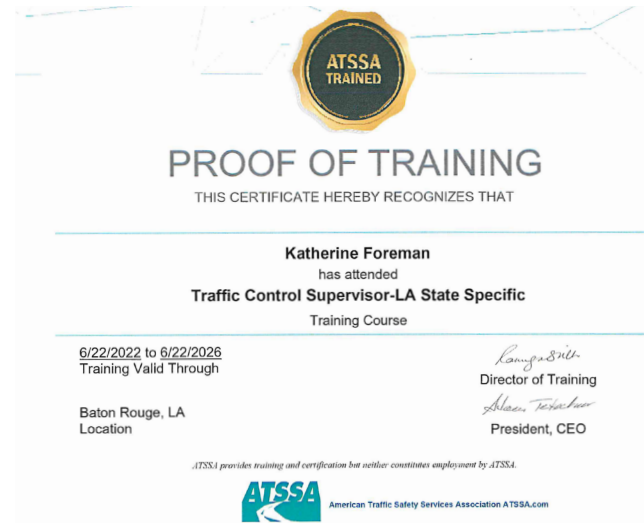 ATSSA
TRAINED
PROOF OF TRAINING
THIS CERTIFICATE HEREBY RECOGNIZES THAT
Katherine Foreman
has attended
Traffic Control Supervisor-LA State Specific
Training Course
6/22/2022 to 6/22/2026
Training Valid Through
Director of Training
Baton Rouge, LA
Location
President, CEO
ATSSA provides training and certification but neither constitutes employment by ATSSA.
ATSSA
American Traffic Safety Services Association ATSSA.com